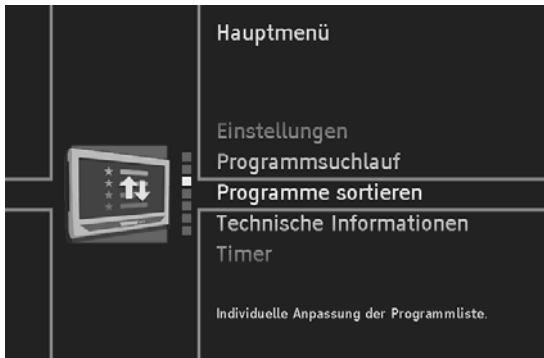 Hauptmenü
Einstellungen
Programmsuchlauf
Programme sortieren
Technische Informationen
Timer
Individuelle Anpassung der Programmliste.